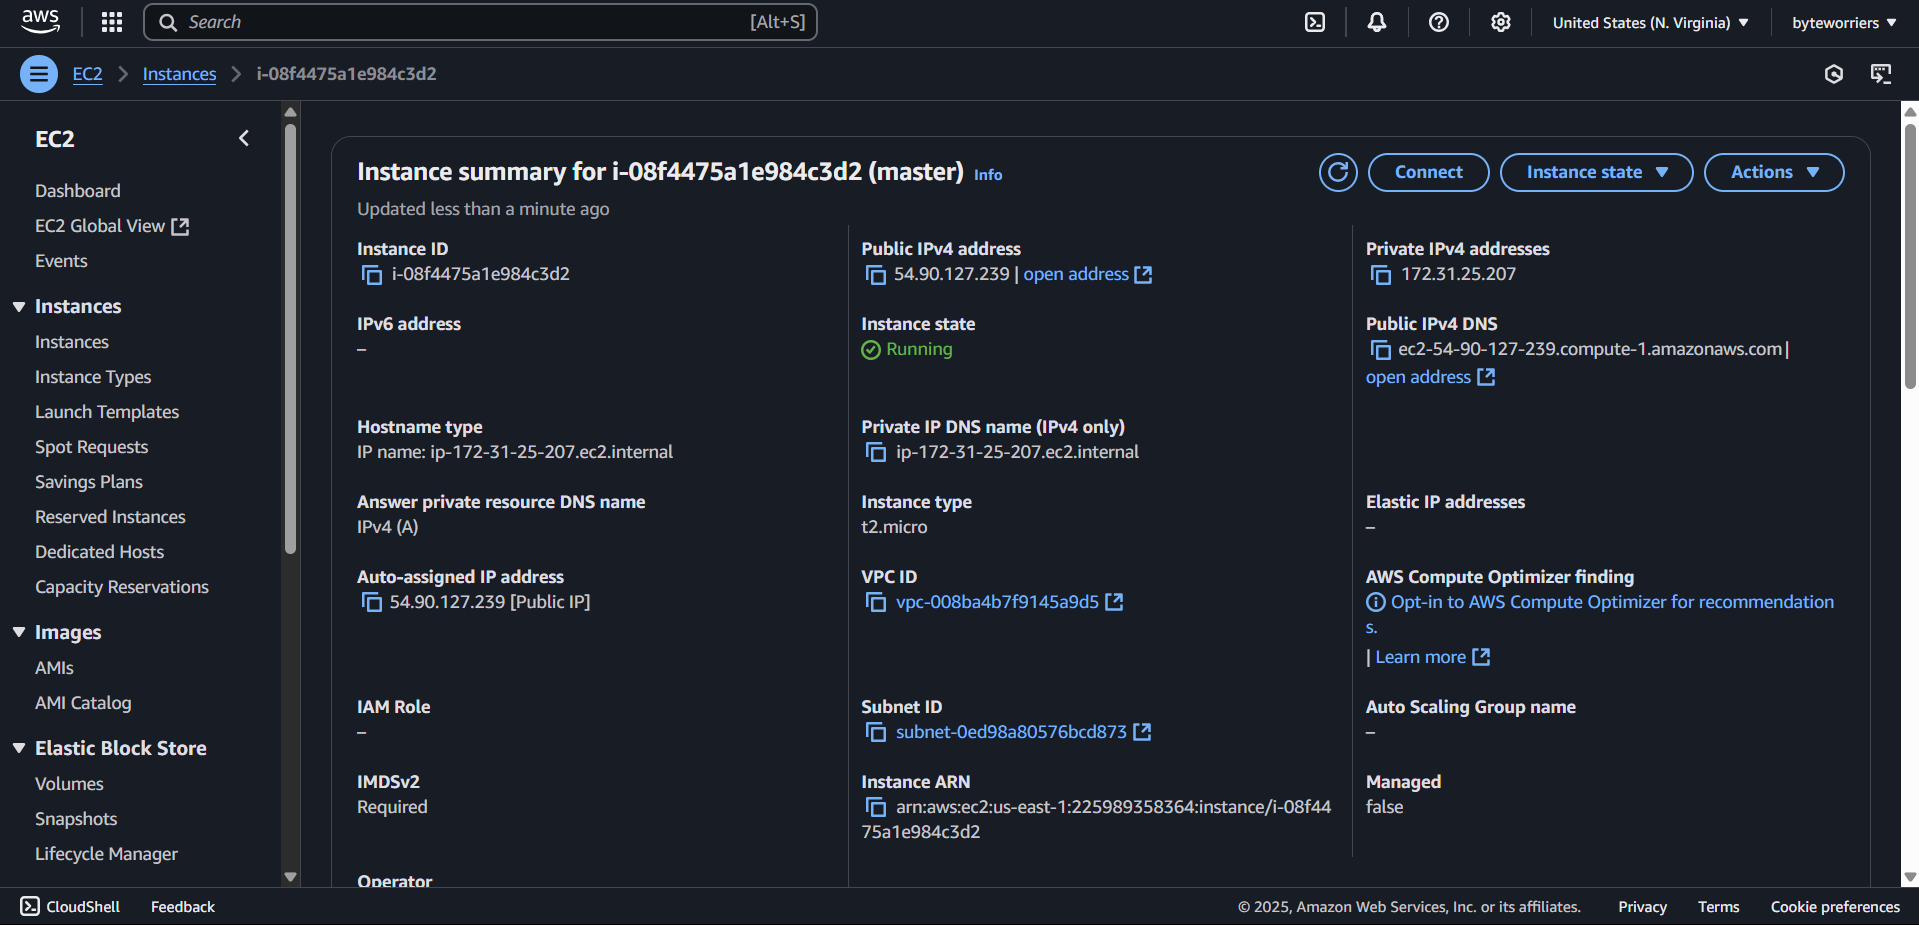 aws
Search [Alt+S]
United States (N. Virginia)
byteworriers
EC2
Instances
i-08f4475a1e984c3d2
EC2
Dashboard
EC2 Global View
Events
Instances
Instances
Instance Types
Launch Templates
Spot Requests
Savings Plans
Reserved Instances
Dedicated Hosts
Capacity Reservations
Images
AMIs
AMI Catalog
Elastic Block Store
Volumes
Snapshots
Lifecycle Manager
Instance summary for i-08f4475a1e984c3d2 (master) Info
Updated less than a minute ago
Connect
Instance state
Actions
Instance ID
i-08f4475a1e984c3d2
Public IPv4 address
54.90.127.239 | open address
Private IPv4 addresses
172.31.25.207
IPv6 address
–
Instance state
Running
Public IPv4 DNS
ec2-54-90-127-239.compute-1.amazonaws.com |
open address
Hostname type
IP name: ip-172-31-25-207.ec2.internal
Private IP DNS name (IPv4 only)
ip-172-31-25-207.ec2.internal
Answer private resource DNS name
IPv4 (A)
Instance type
t2.micro
Elastic IP addresses
–
Auto-assigned IP address
54.90.127.239 [Public IP]
VPC ID
vpc-008ba4b7f9145a9d5
AWS Compute Optimizer finding
Opt-in to AWS Compute Optimizer for recommendation
s.
| Learn more
IAM Role
–
Subnet ID
subnet-0ed98a80576bcd873
Auto Scaling Group name
–
IMDSv2
Required
Instance ARN
arn:aws:ec2:us-east-1:225989358364:instance/i-08f44
75a1e984c3d2
Managed
false
Operator
CloudShell
Feedback
© 2025, Amazon Web Services, Inc. or its affiliates.
Privacy
Terms
Cookie preferences